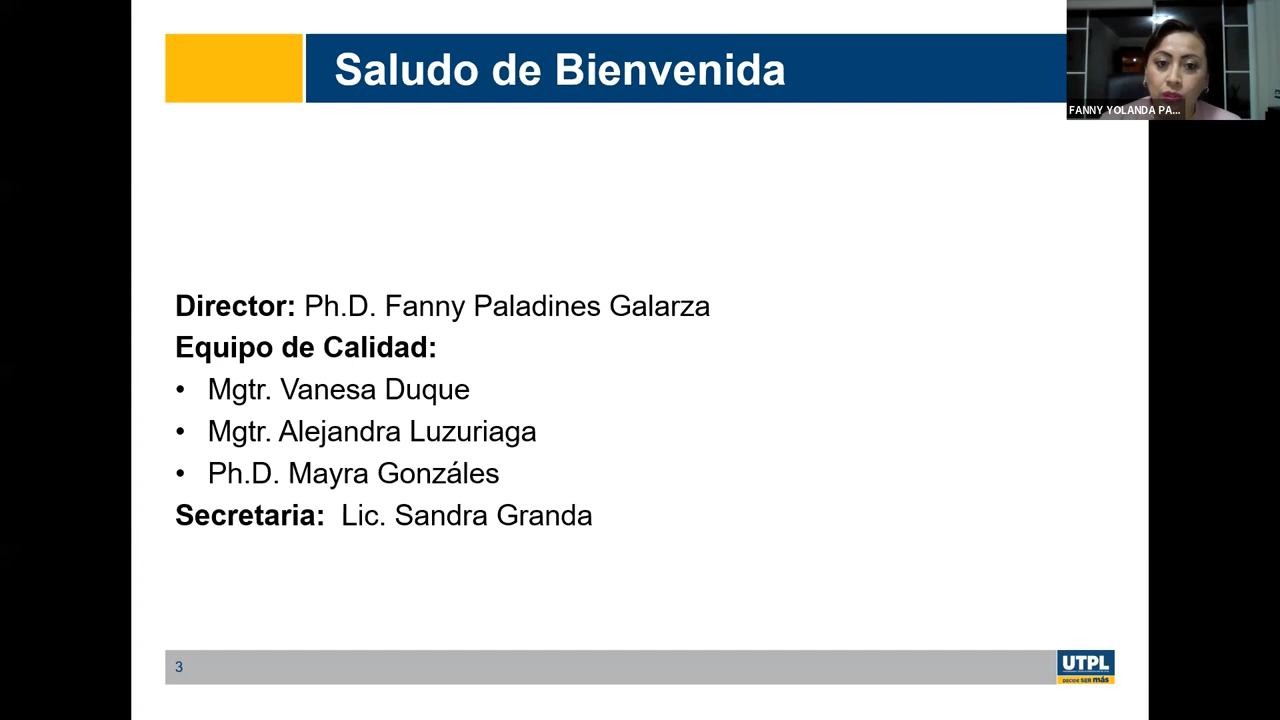 Saludo de Bienvenida
FANNY YOLANDA PA...
Director: Ph.D. Fanny Paladines Galarza
Equipo de Calidad:
• Mgtr. Vanesa Duque
• Mgtr. Alejandra Luzuriaga
• Ph.D. Mayra Gonzáles
Secretaria: Lic. Sandra Granda
3
UTPL
DECIDE SER más